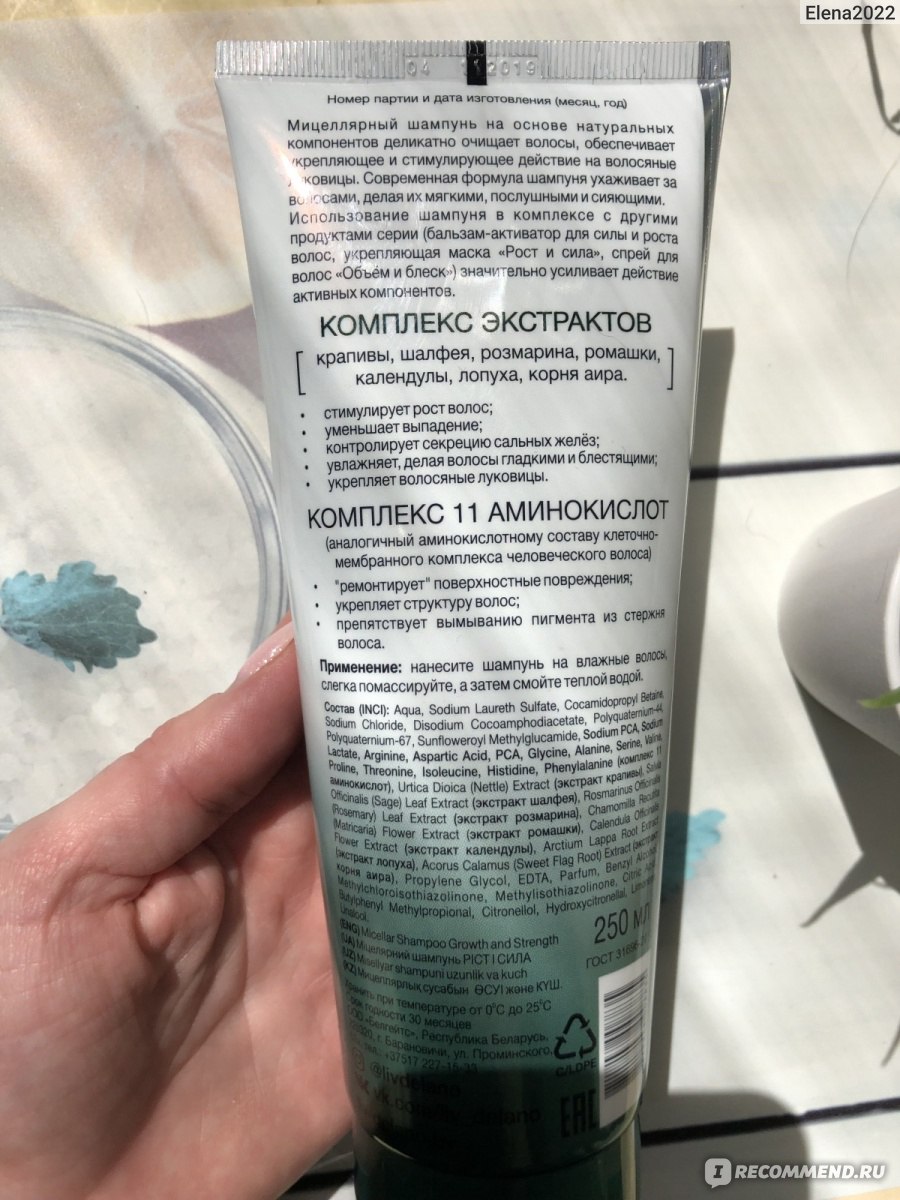 Elena2022
04 2019
Номер партии и дата изготовления (месяц, год)
Мицеллярный шампунь на основе натуральных
компонентов деликатно очищает волосы, обеспечивает
укрепляющее и стимулирующее действие на волосяные
луковицы. Современная формула шампуня ухаживает за
волосами, делая их мягкими, послушными и сияющими.
Использование шампуня в комплексе с другими
продуктами серии (бальзам-активатор для силы и роста
волос, укрепляющая маска «Рост и сила», спрей для
волос «Объём и блеск») значительно усиливает действие
активных компонентов.
КОМПЛЕКС ЭКСТРАКТОВ
крапивы, шалфея, розмарина, ромашки,
календулы, лопуха, корня аира.
• стимулирует рост волос;
• уменьшает выпадение;
• контролирует секрецию сальных желёз;
• увлажняет, делая волосы гладкими и блестящими;
• укрепляет волосяные луковицы.
КОМПЛЕКС 11 АМИНОКИСЛОТ
(аналогичный аминокислотному составу клеточно-
мембранного комплекса человеческого волоса)
• "ремонтирует" поверхностные повреждения;
• укрепляет структуру волос;
• препятствует вымыванию пигмента из стержня
волоса.
Применение: нанесите шампунь на влажные волосы,
слегка помассируйте, а затем смойте теплой водой.
Состав (INCI): Aqua, Sodium Laureth Sulfate, Cocamidopropyl Betaine,
Sodium Chloride, Disodium Cocoamphodiacetate, Polyquaternium-44,
Polyquaternium-67, Sunfloweroyl Methylglucamide, Sodium PCA, Sodium
Lactate, Arginine, Aspartic Acid, PCA, Glycine, Alanine, Serine, Valine,
Proline, Threonine, Isoleucine, Histidine, Phenylalanine (комплекс 11
аминокислот), Urtica Dioica (Nettle) Extract (экстракт крапивы), Salvia
Officinalis (Sage) Leaf Extract (экстракт шалфея), Rosmarinus Officinalis
(Rosemary) Leaf Extract (экстракт розмарина), Chamomilla Recutita
(Matricaria) Flower Extract (экстракт ромашки), Calendula Officinalis
Flower Extract (экстракт календулы), Arctium Lappa Root Extract
(экстракт лопуха), Acorus Calamus (Sweet Flag Root) Extract (экстракт
корня аира), Propylene Glycol, EDTA, Parfum, Benzyl Alcohol,
Methylchloroisothiazolinone, Methylisothiazolinone, Citric Acid,
Butylphenyl Methylpropional, Citronellol, Hydroxycitronellal, Limonene,
Linalool.
250 МЛ
(ENG) Micellar Shampoo Growth and Strength
(UA) Міцелярний шампунь РІСТ І СИЛА
ГОСТ
(UZ) Misellyar shampuni uzunlik va kuch
(KZ) Мицеллярлық сусабын ӨСУІ және КҮШ.
Хранить при температуре от 0°С до 25°С
Срок годности 30 месяцев
ООО «Белгейтс», Республика Беларусь,
г. Барановичи, ул. Проминского,
тел.: +37517 227-15-33
C/LDPE
@livdelano
EAC
IRECOMMEND.RU